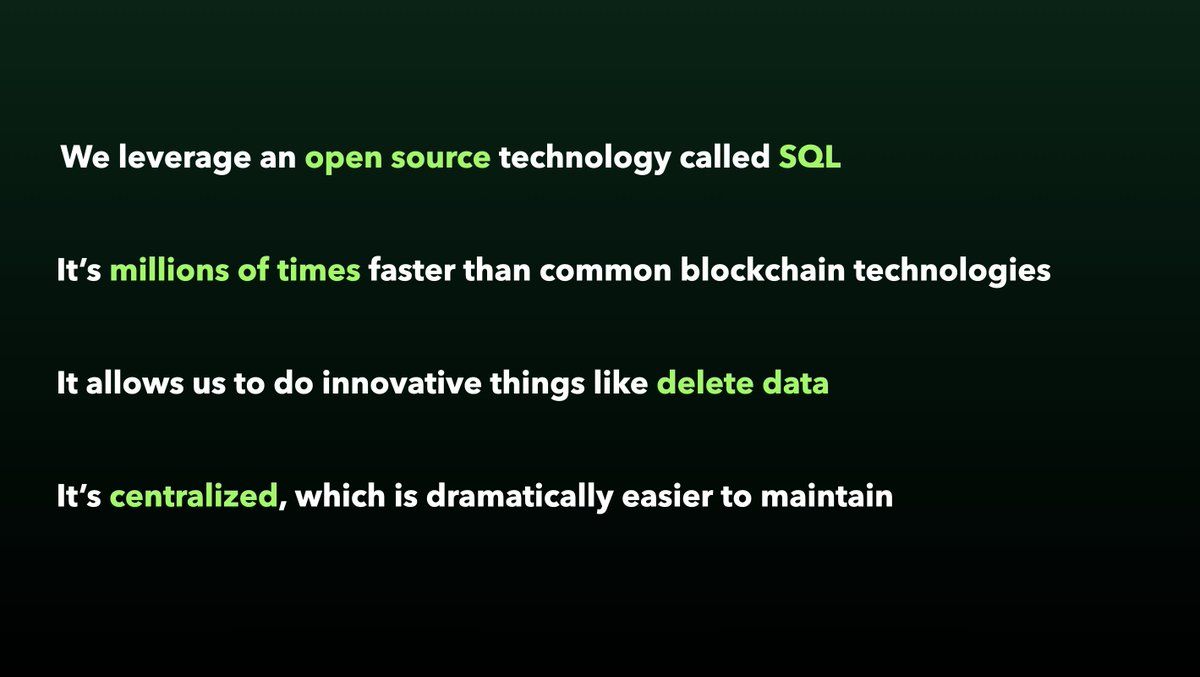 We leverage an open source technology called SQL
It’s millions of times faster than common blockchain technologies
It allows us to do innovative things like delete data
It’s centralized, which is dramatically easier to maintain